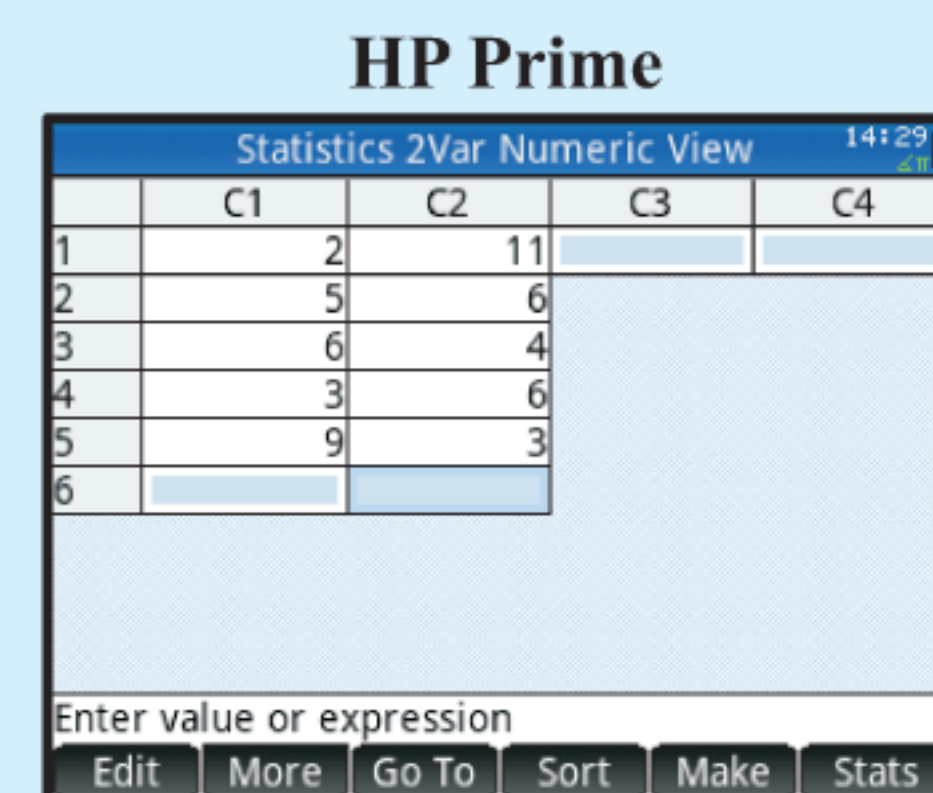 HP Prime
Statistics 2Var Numeric View 14:29
∠π
C1 C2 C3 C4
1 2 11
2 5 6
3 6 4
4 3 6
5 9 3
6
Enter value or expression
Edit More Go To Sort Make Stats